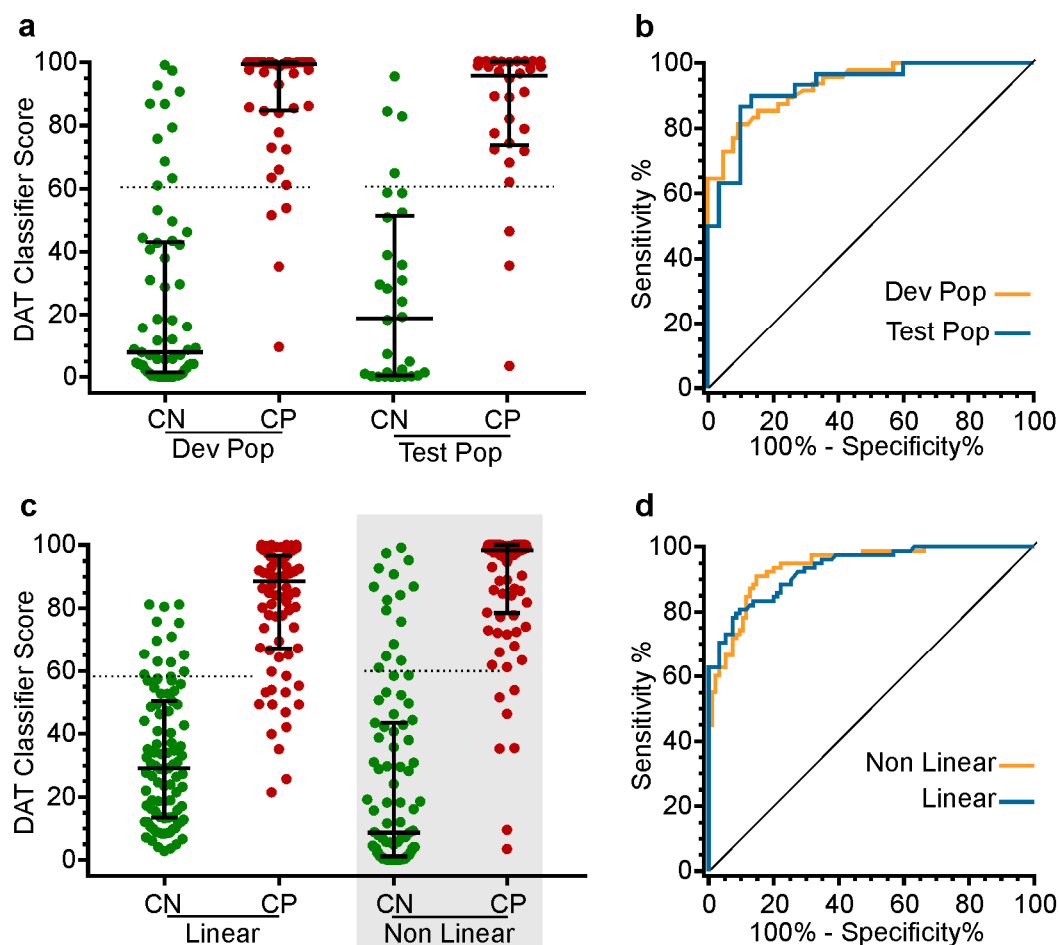 a
DAT Classifier Score
100
80
60
40
20
0
CN CP CN CP
Dev Pop Test Pop
b
Sensitivity %
100
80
60
40
20
0
Dev Pop
Test Pop
0 20 40 60 80 100
100% - Specificity%
c
DAT Classifier Score
100
80
60
40
20
0
CN CP CN CP
Linear Non Linear
d
Sensitivity %
100
80
60
40
20
0
Non Linear
Linear
0 20 40 60 80 100
100% - Specificity%